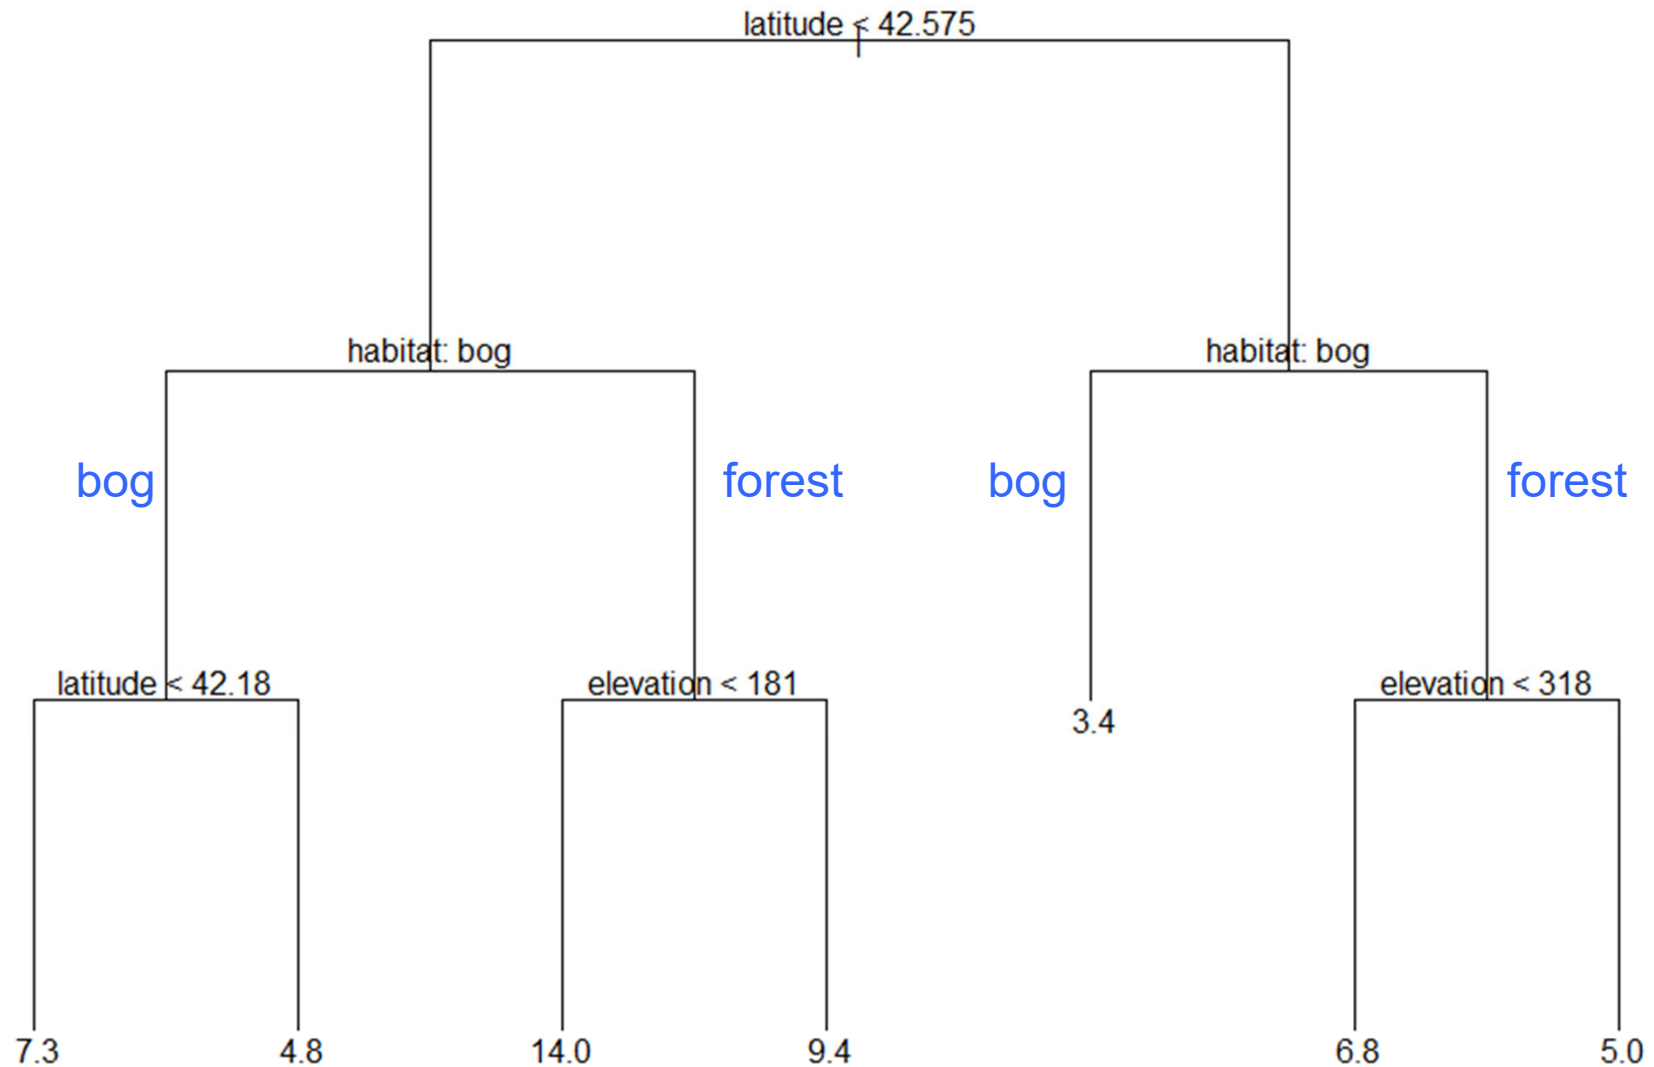 latitude < 42.575
habitat: bog
habitat: bog
bog
forest
bog
forest
latitude < 42.18
elevation < 181
elevation < 318
3.4
7.3
4.8
14.0
9.4
6.8
5.0